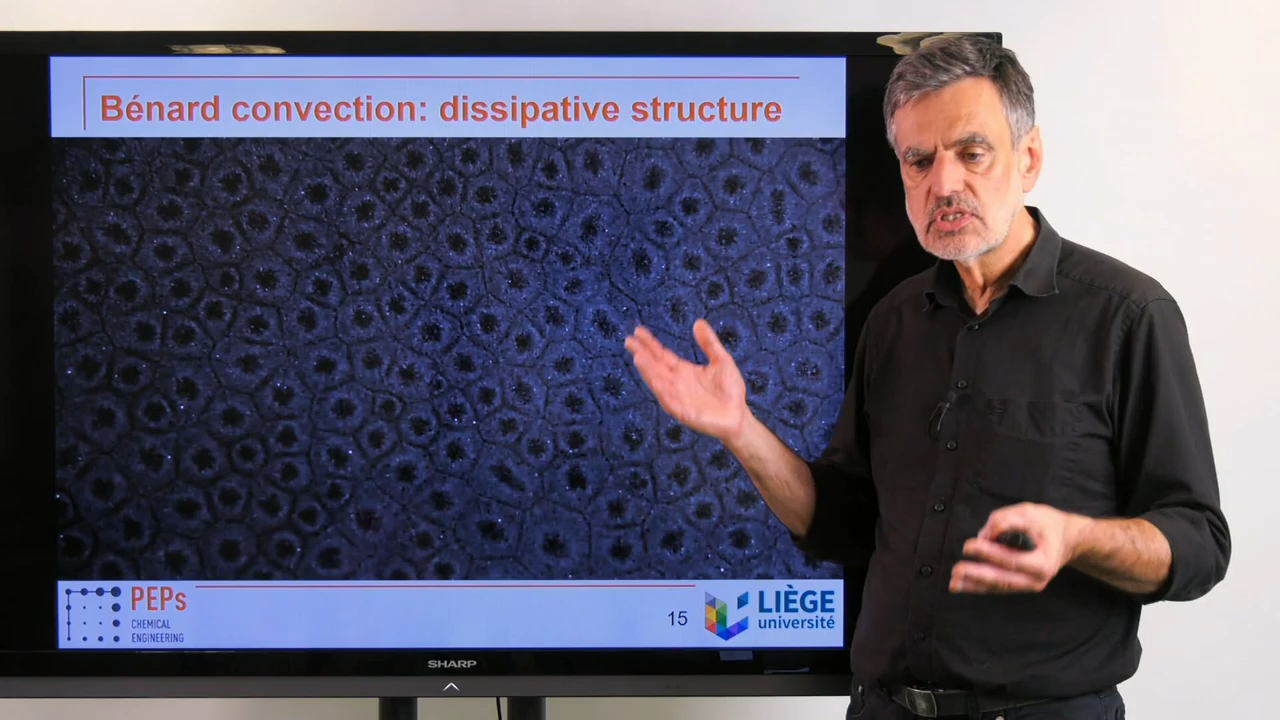 Bénard convection: dissipative structure
PEPs
CHEMICAL
ENGINEERING
15
LIÈGE
université
SHARP